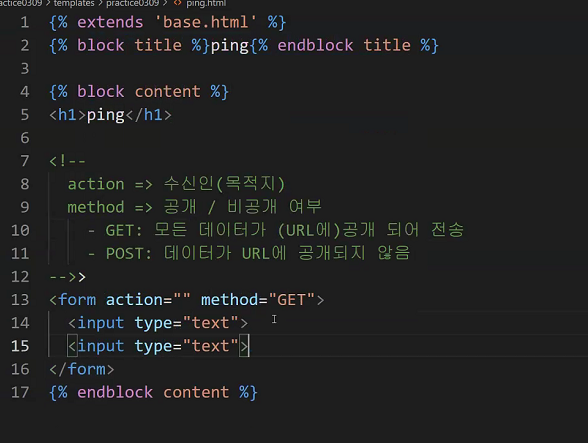 actice0309 > templates > practice0309 > <> ping.html
1 {% extends 'base.html' %}
2 {% block title %}ping{% endblock title %}
3
4 {% block content %}
5 <h1>ping</h1>
6
7 <!--
8 action => 수신인(목적지)
9 method => 공개 / 비공개 여부
10 - GET: 모든 데이터가 (URL에)공개 되어 전송
11 - POST: 데이터가 URL에 공개되지 않음
12 -->>
13 <form action="" method="GET">
14 <input type="text">
15 <input type="text">
16 </form>
17 {% endblock content %}